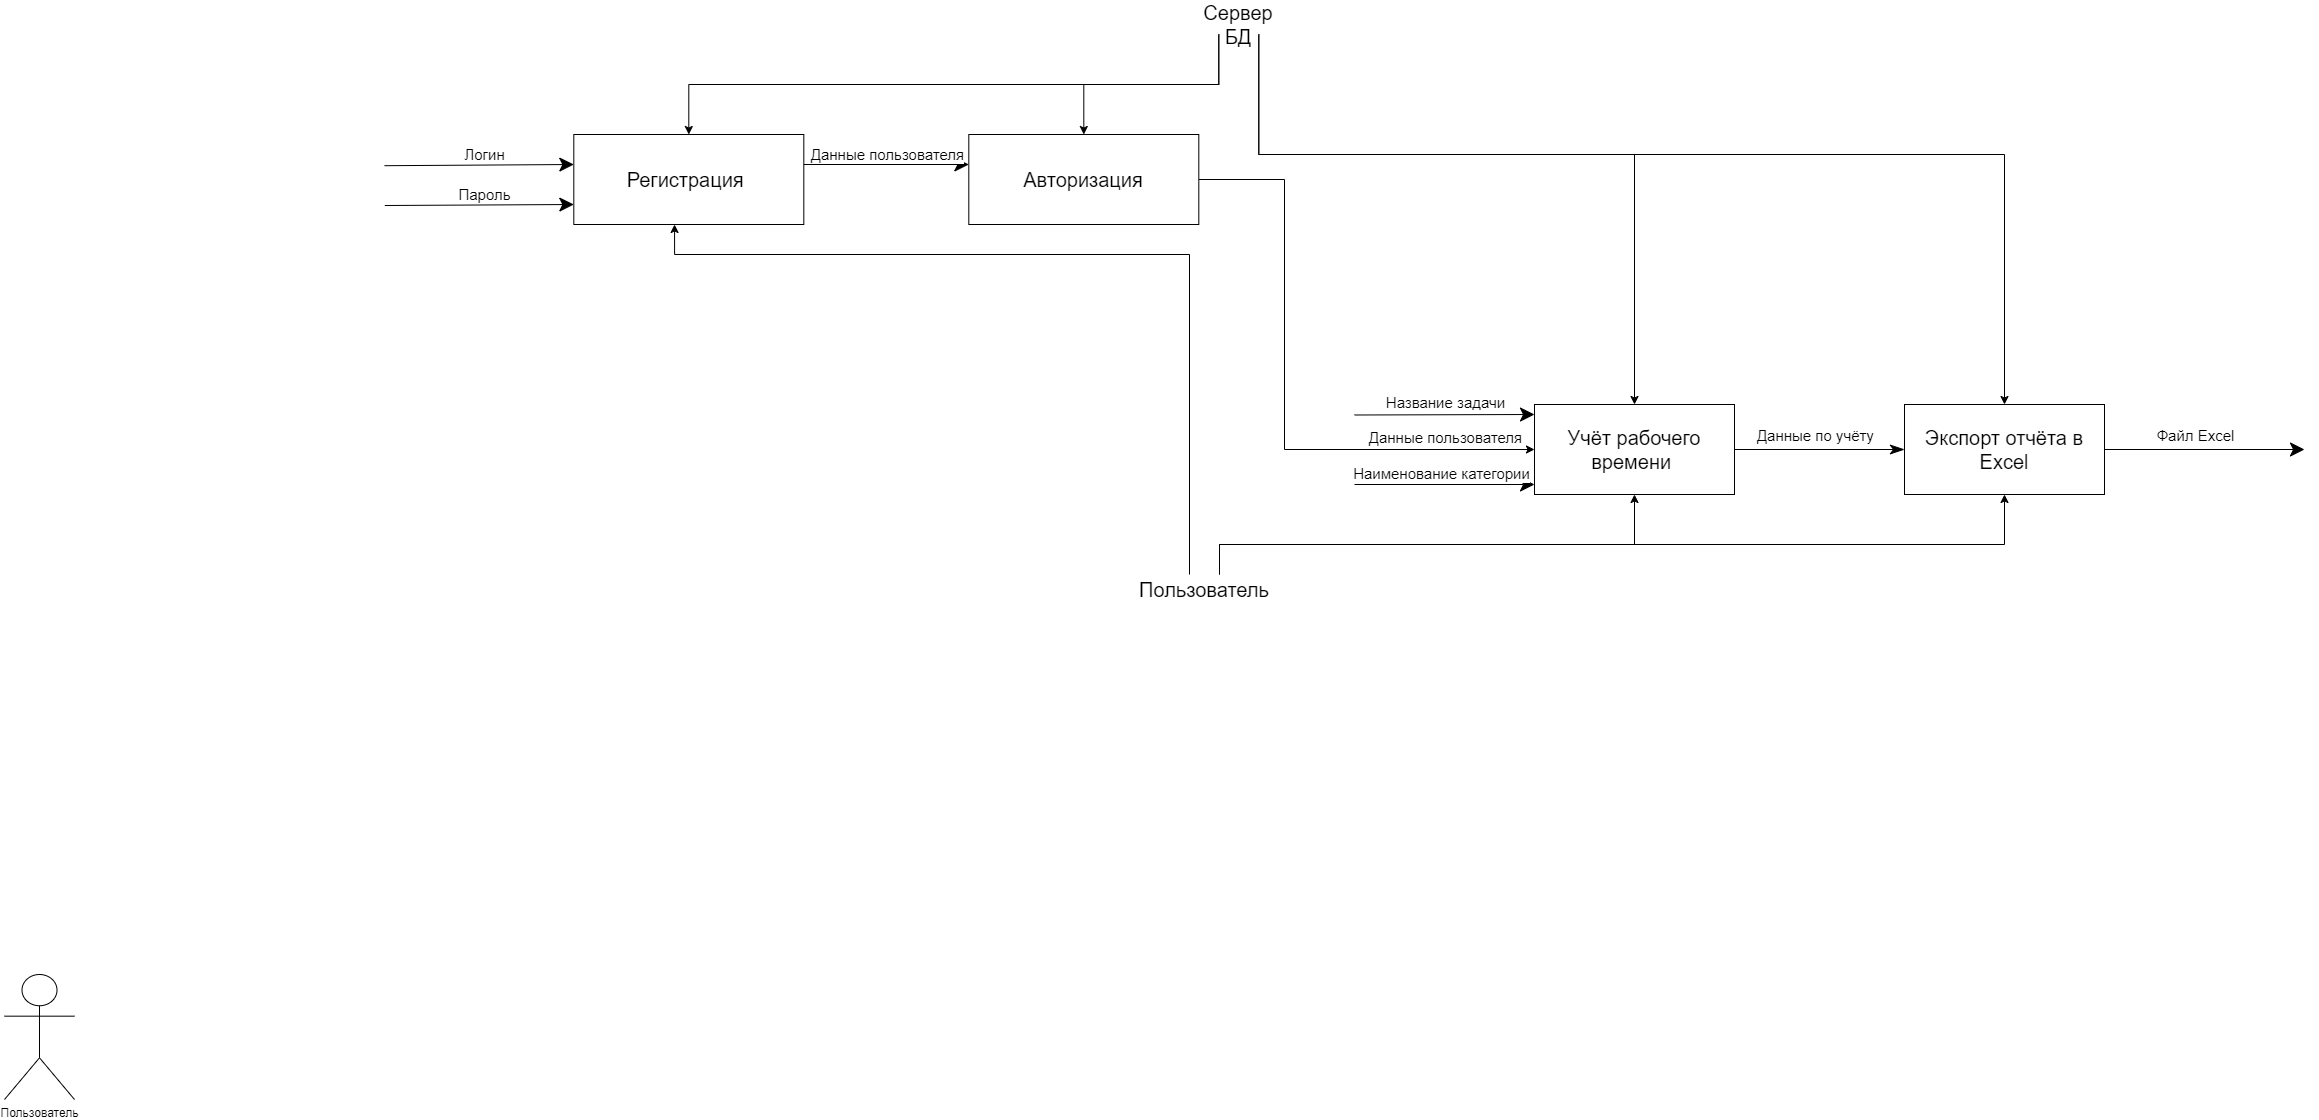 Сервер
БД
Логин
Пароль
Регистрация
Данные пользователя
Авторизация
Название задачи
Данные пользователя
Наименование категории
Учёт рабочего
времени
Данные по учёту
Экспорт отчёта в
Excel
Файл Excel
Пользователь
Пользователь